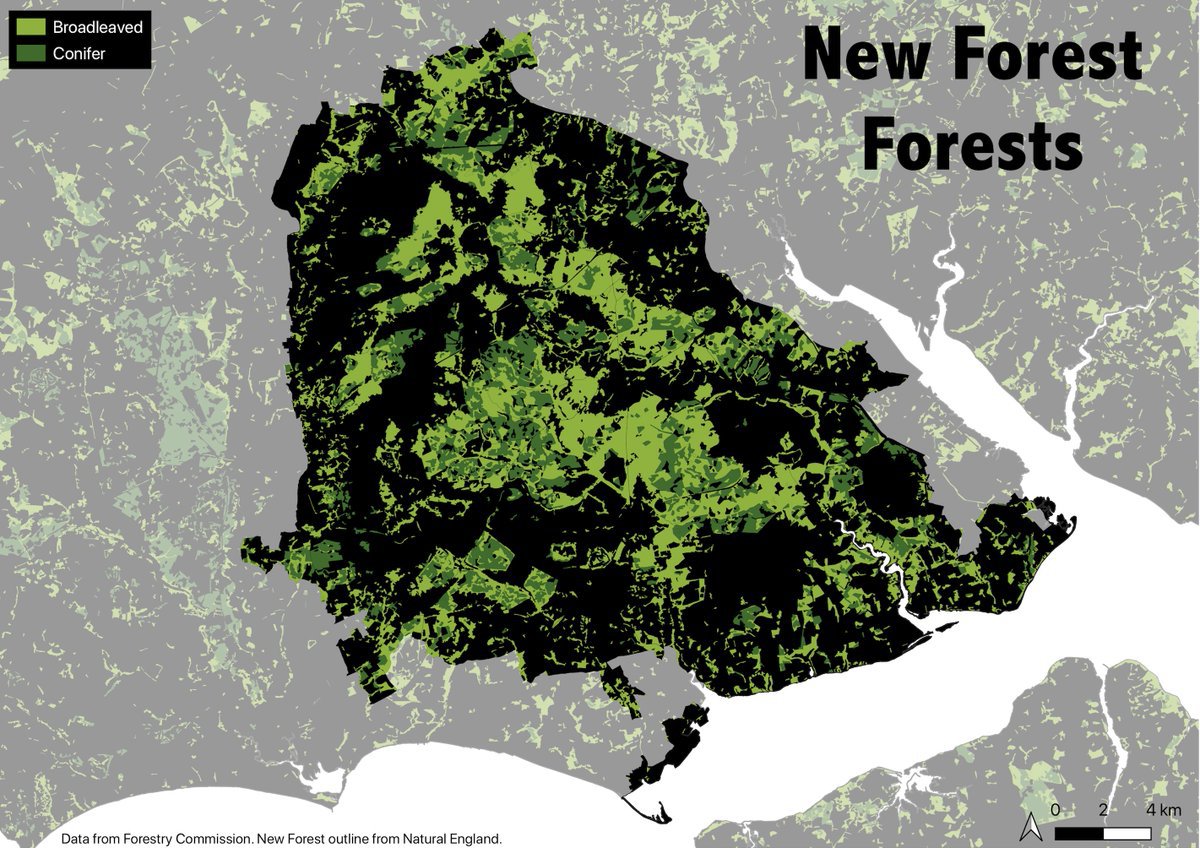 Broadleaved
Conifer
New Forest
Forests
0 2 4 km
Data from Forestry Commission. New Forest outline from Natural England.